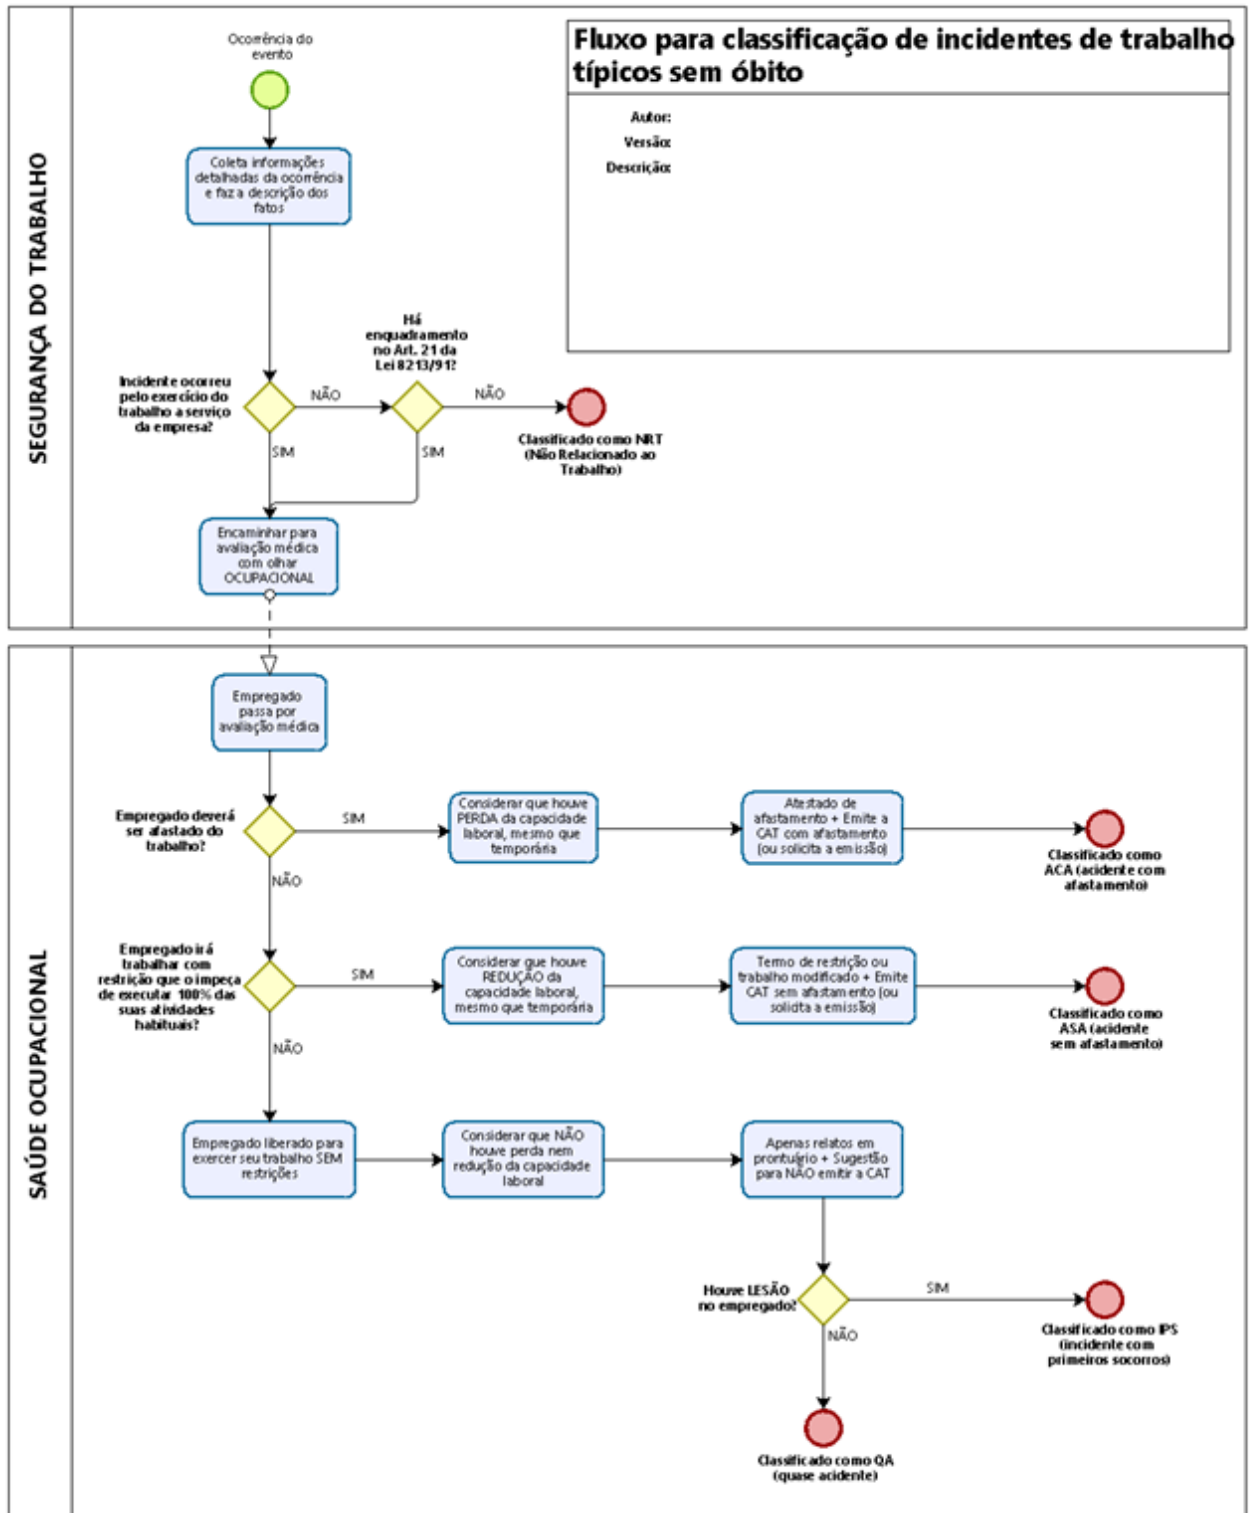 Fluxo para classificação de incidentes de trabalho
típicos sem óbito
Autor:
Versão:
Descrição:
SEGURANÇA DO TRABALHO
Ocorrência do
evento
Coleta informações
detalhadas da ocorrência
e faz a descrição dos
fatos
Incidente ocorreu
pelo exercício do
trabalho a serviço
da empresa?
NÃO
SIM
Há
enquadramento
no Art. 21 da
Lei 8213/91?
NÃO
SIM
Classificado como NRT
(Não Relacionado ao
Trabalho)
Encaminhar para
avaliação médica
com olhar
OCUPACIONAL
SAÚDE OCUPACIONAL
Empregado
passa por
avaliação médica
Empregado deverá
ser afastado do
trabalho?
SIM
NÃO
Considerar que houve
PERDA da capacidade
laboral, mesmo que
temporária
Atestado de
afastamento + Emite a
CAT com afastamento
(ou solicita a emissão)
Classificado como
ACA (acidente com
afastamento)
Empregado irá
trabalhar com
restrição que o impeça
de executar 100% das
suas atividades
habituais?
SIM
NÃO
Considerar que houve
REDUÇÃO da
capacidade laboral,
mesmo que temporária
Termo de restrição ou
trabalho modificado + Emite
CAT sem afastamento (ou
solicita a emissão)
Classificado como
ASA (acidente
sem afastamento)
Empregado liberado para
exercer seu trabalho SEM
restrições
Considerar que NÃO
houve perda nem
redução da capacidade
laboral
Apenas relatos em
prontuário + Sugestão
para NÃO emitir a CAT
Houve LESÃO
no empregado?
SIM
NÃO
Classificado como IPS
(incidente com
primeiros socorros)
Classificado como QA
(quase acidente)